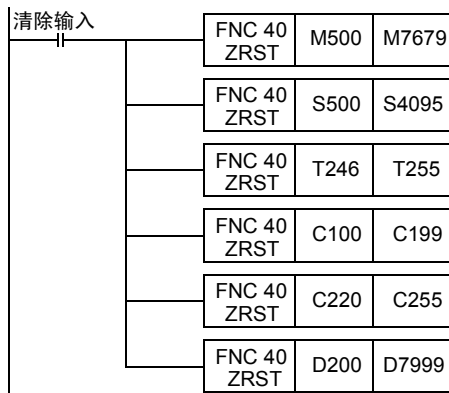 清除输入
FNC 40
ZRST
M500
M7679
FNC 40
ZRST
S500
S4095
FNC 40
ZRST
T246
T255
FNC 40
ZRST
C100
C199
FNC 40
ZRST
C220
C255
FNC 40
ZRST
D200
D7999